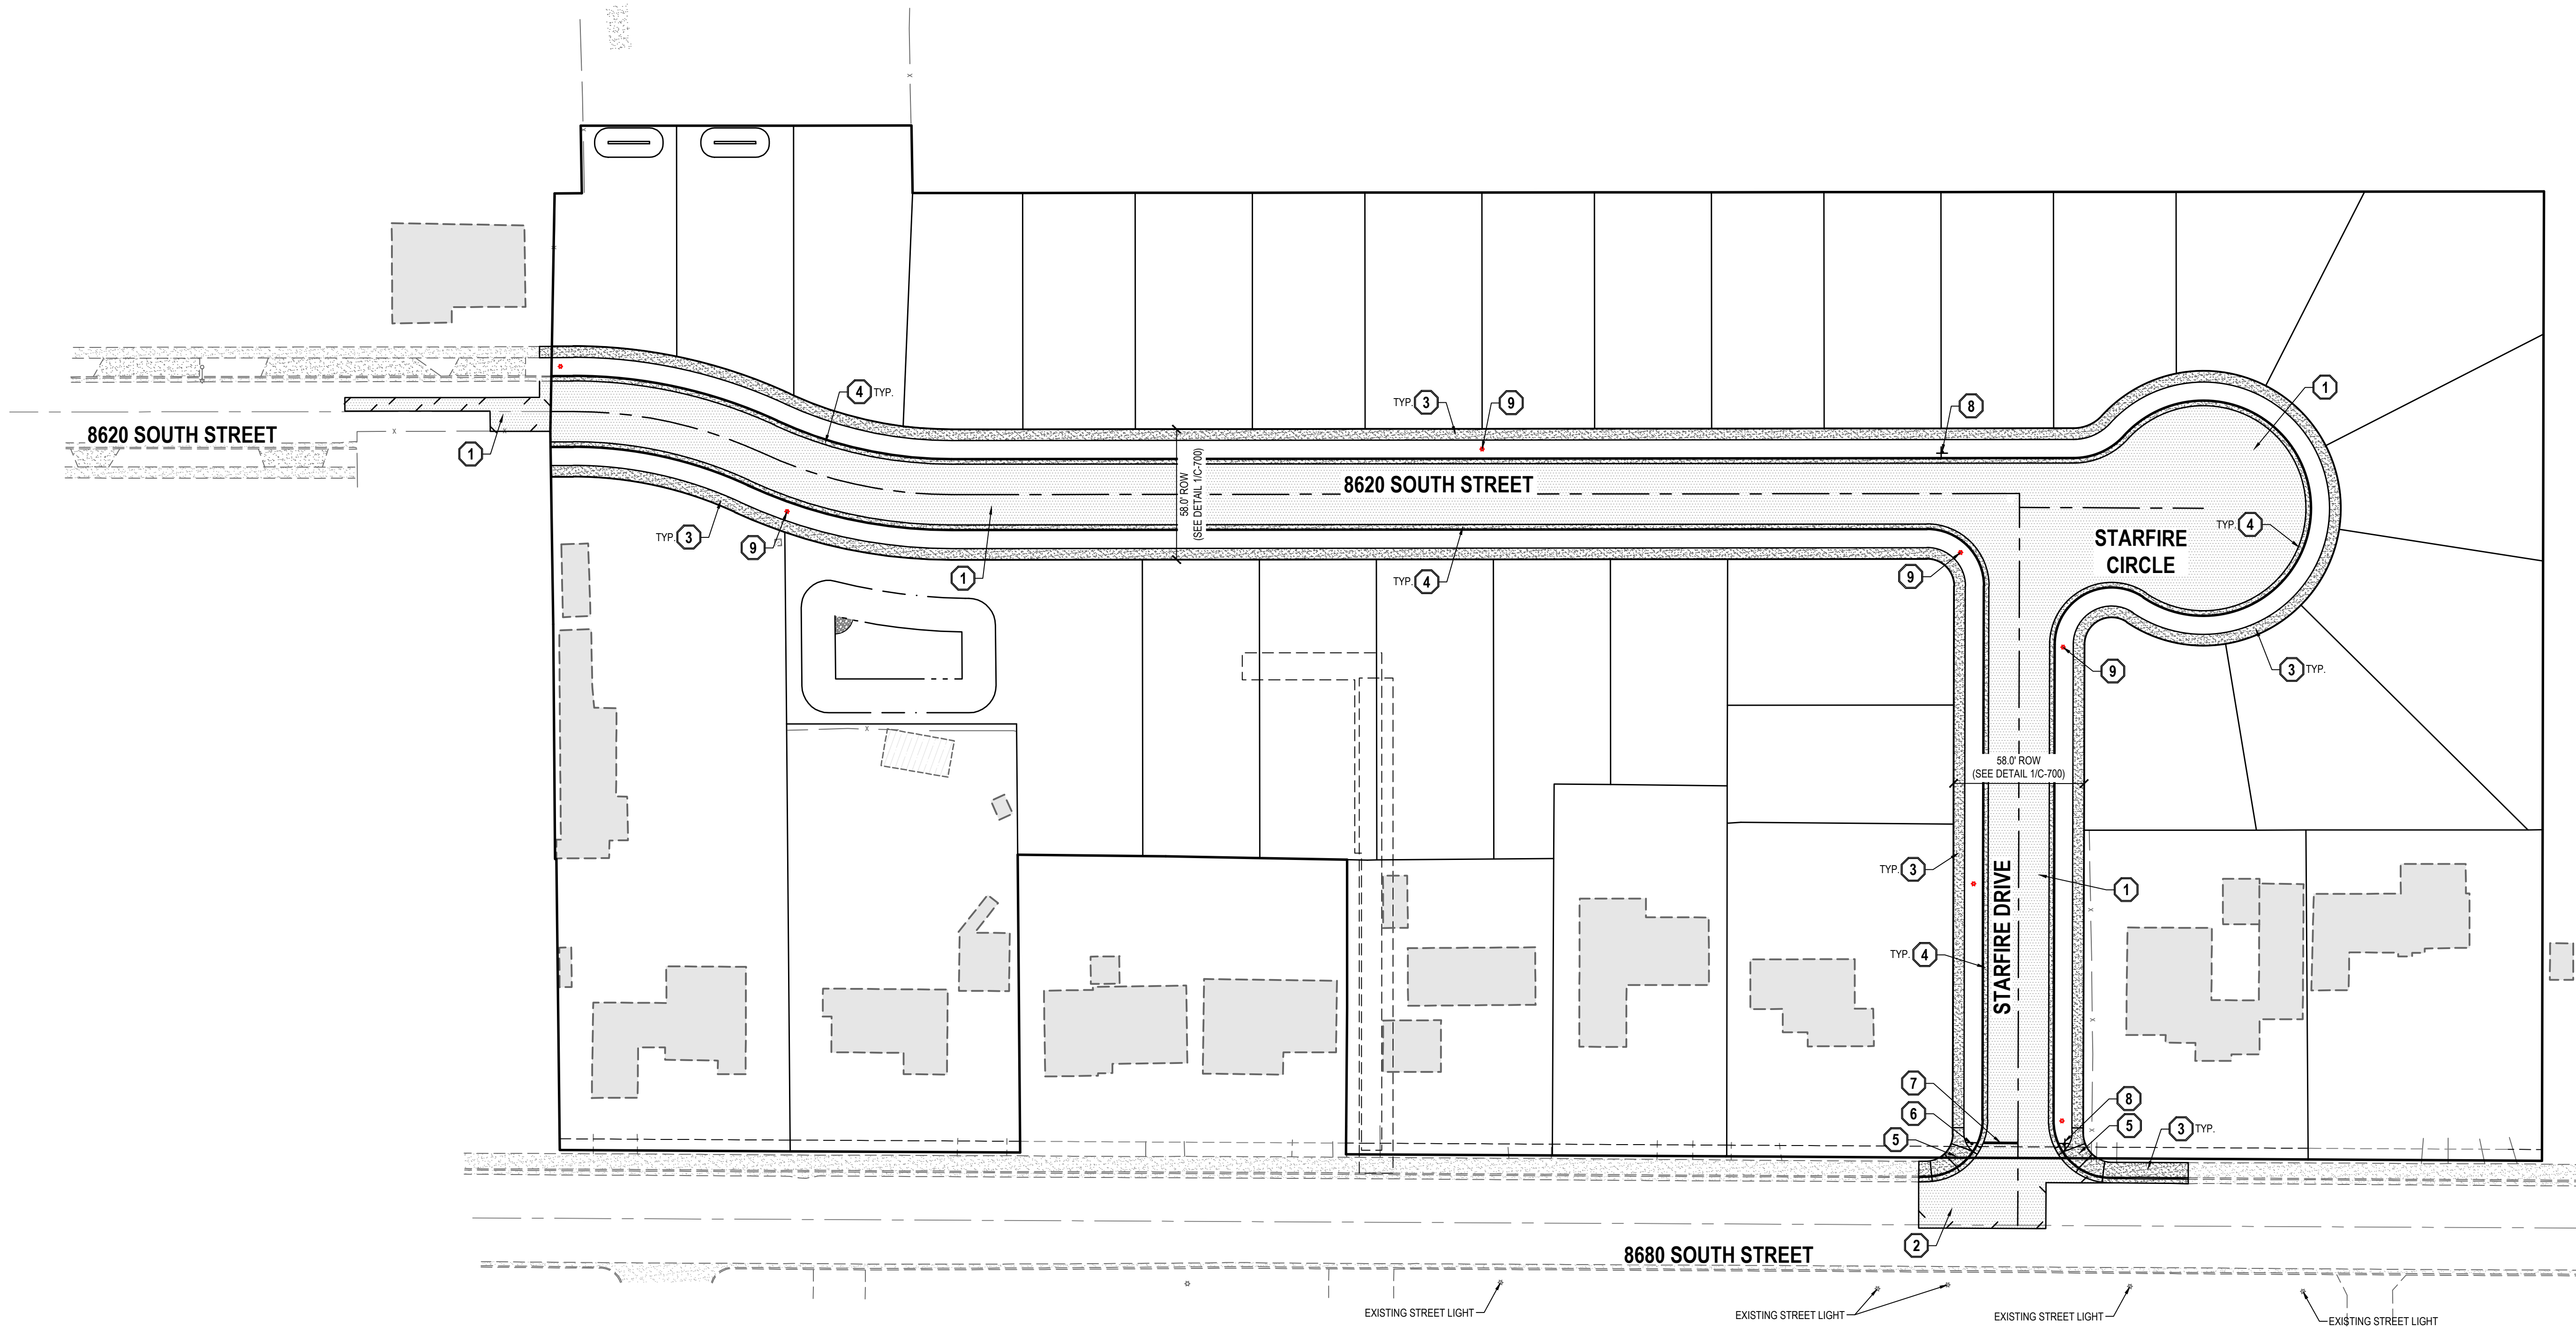 4 TYP.
TYP. 3
9
8
1
8620 SOUTH STREET
1
58.0' ROW
(SEE DETAIL 1/C-700)
8620 SOUTH STREET
TYP. 4
TYP. 3
9
STARFIRE
CIRCLE
1
TYP. 4
9
3 TYP.
9
58.0' ROW
(SEE DETAIL 1/C-700)
TYP. 3
1
STARFIRE DRIVE
TYP. 4
7
6
5
8
5
3 TYP.
2
8680 SOUTH STREET
EXISTING STREET LIGHT
EXISTING STREET LIGHT
EXISTING STREET LIGHT
EXISTING STREET LIGHT